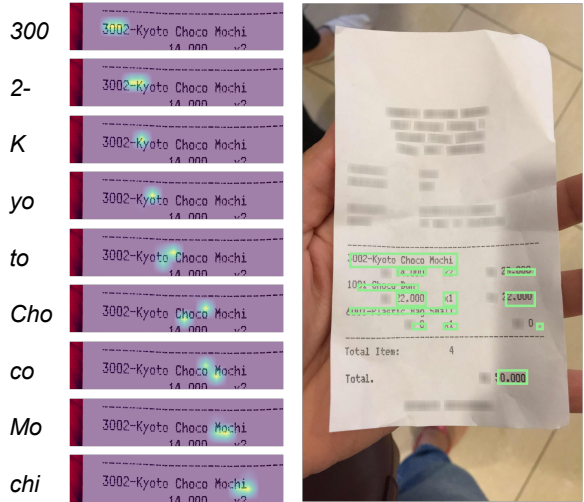 300
3002-Kyoto Choco Mochi
14.000 x2
2-
3002-Kyoto Choco Mochi
14.000 x2
K
3002-Kyoto Choco Mochi
14.000 x2
yo
3002-Kyoto Choco Mochi
14.000 x2
to
3002-Kyoto Choco Mochi
14.000 x2
Cho
3002-Kyoto Choco Mochi
14.000 x2
co
3002-Kyoto Choco Mochi
14.000 x2
Mo
3002-Kyoto Choco Mochi
14.000 x2
chi
3002-Kyoto Choco Mochi
14.000 x2
002-Kyoto Choco Mochi
x2
1001-Choco Bun
22.000 x1 22.000
Plastic Bag Small
0 x1 0
Total Item: 4
Total. 0.000